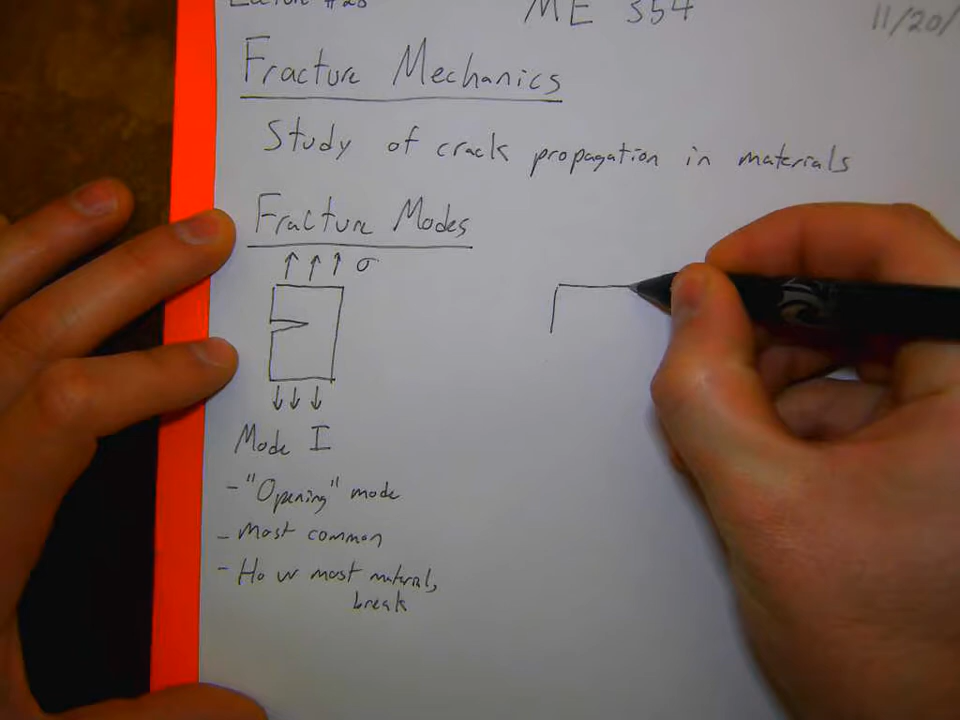 ME 354
11/20/
Fracture Mechanics
Study of crack propagation in materials
Fracture Modes
↑ ↑ ↑ σ
↓ ↓ ↓
Mode I
- "Opening" mode
- Most common
- How most materials
break